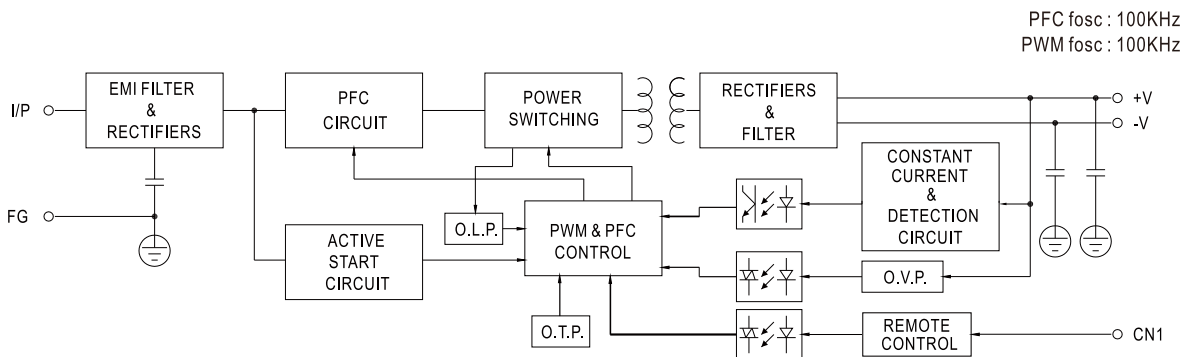 PFC fosc : 100KHz
PWM fosc : 100KHz
I/P
EMI FILTER
&
RECTIFIERS
PFC
CIRCUIT
POWER
SWITCHING
RECTIFIERS
&
FILTER
+V
-V
FG
O.L.P.
PWM & PFC
CONTROL
CONSTANT
CURRENT
&
DETECTION
CIRCUIT
ACTIVE
START
CIRCUIT
O.V.P.
O.T.P.
REMOTE
CONTROL
CN1